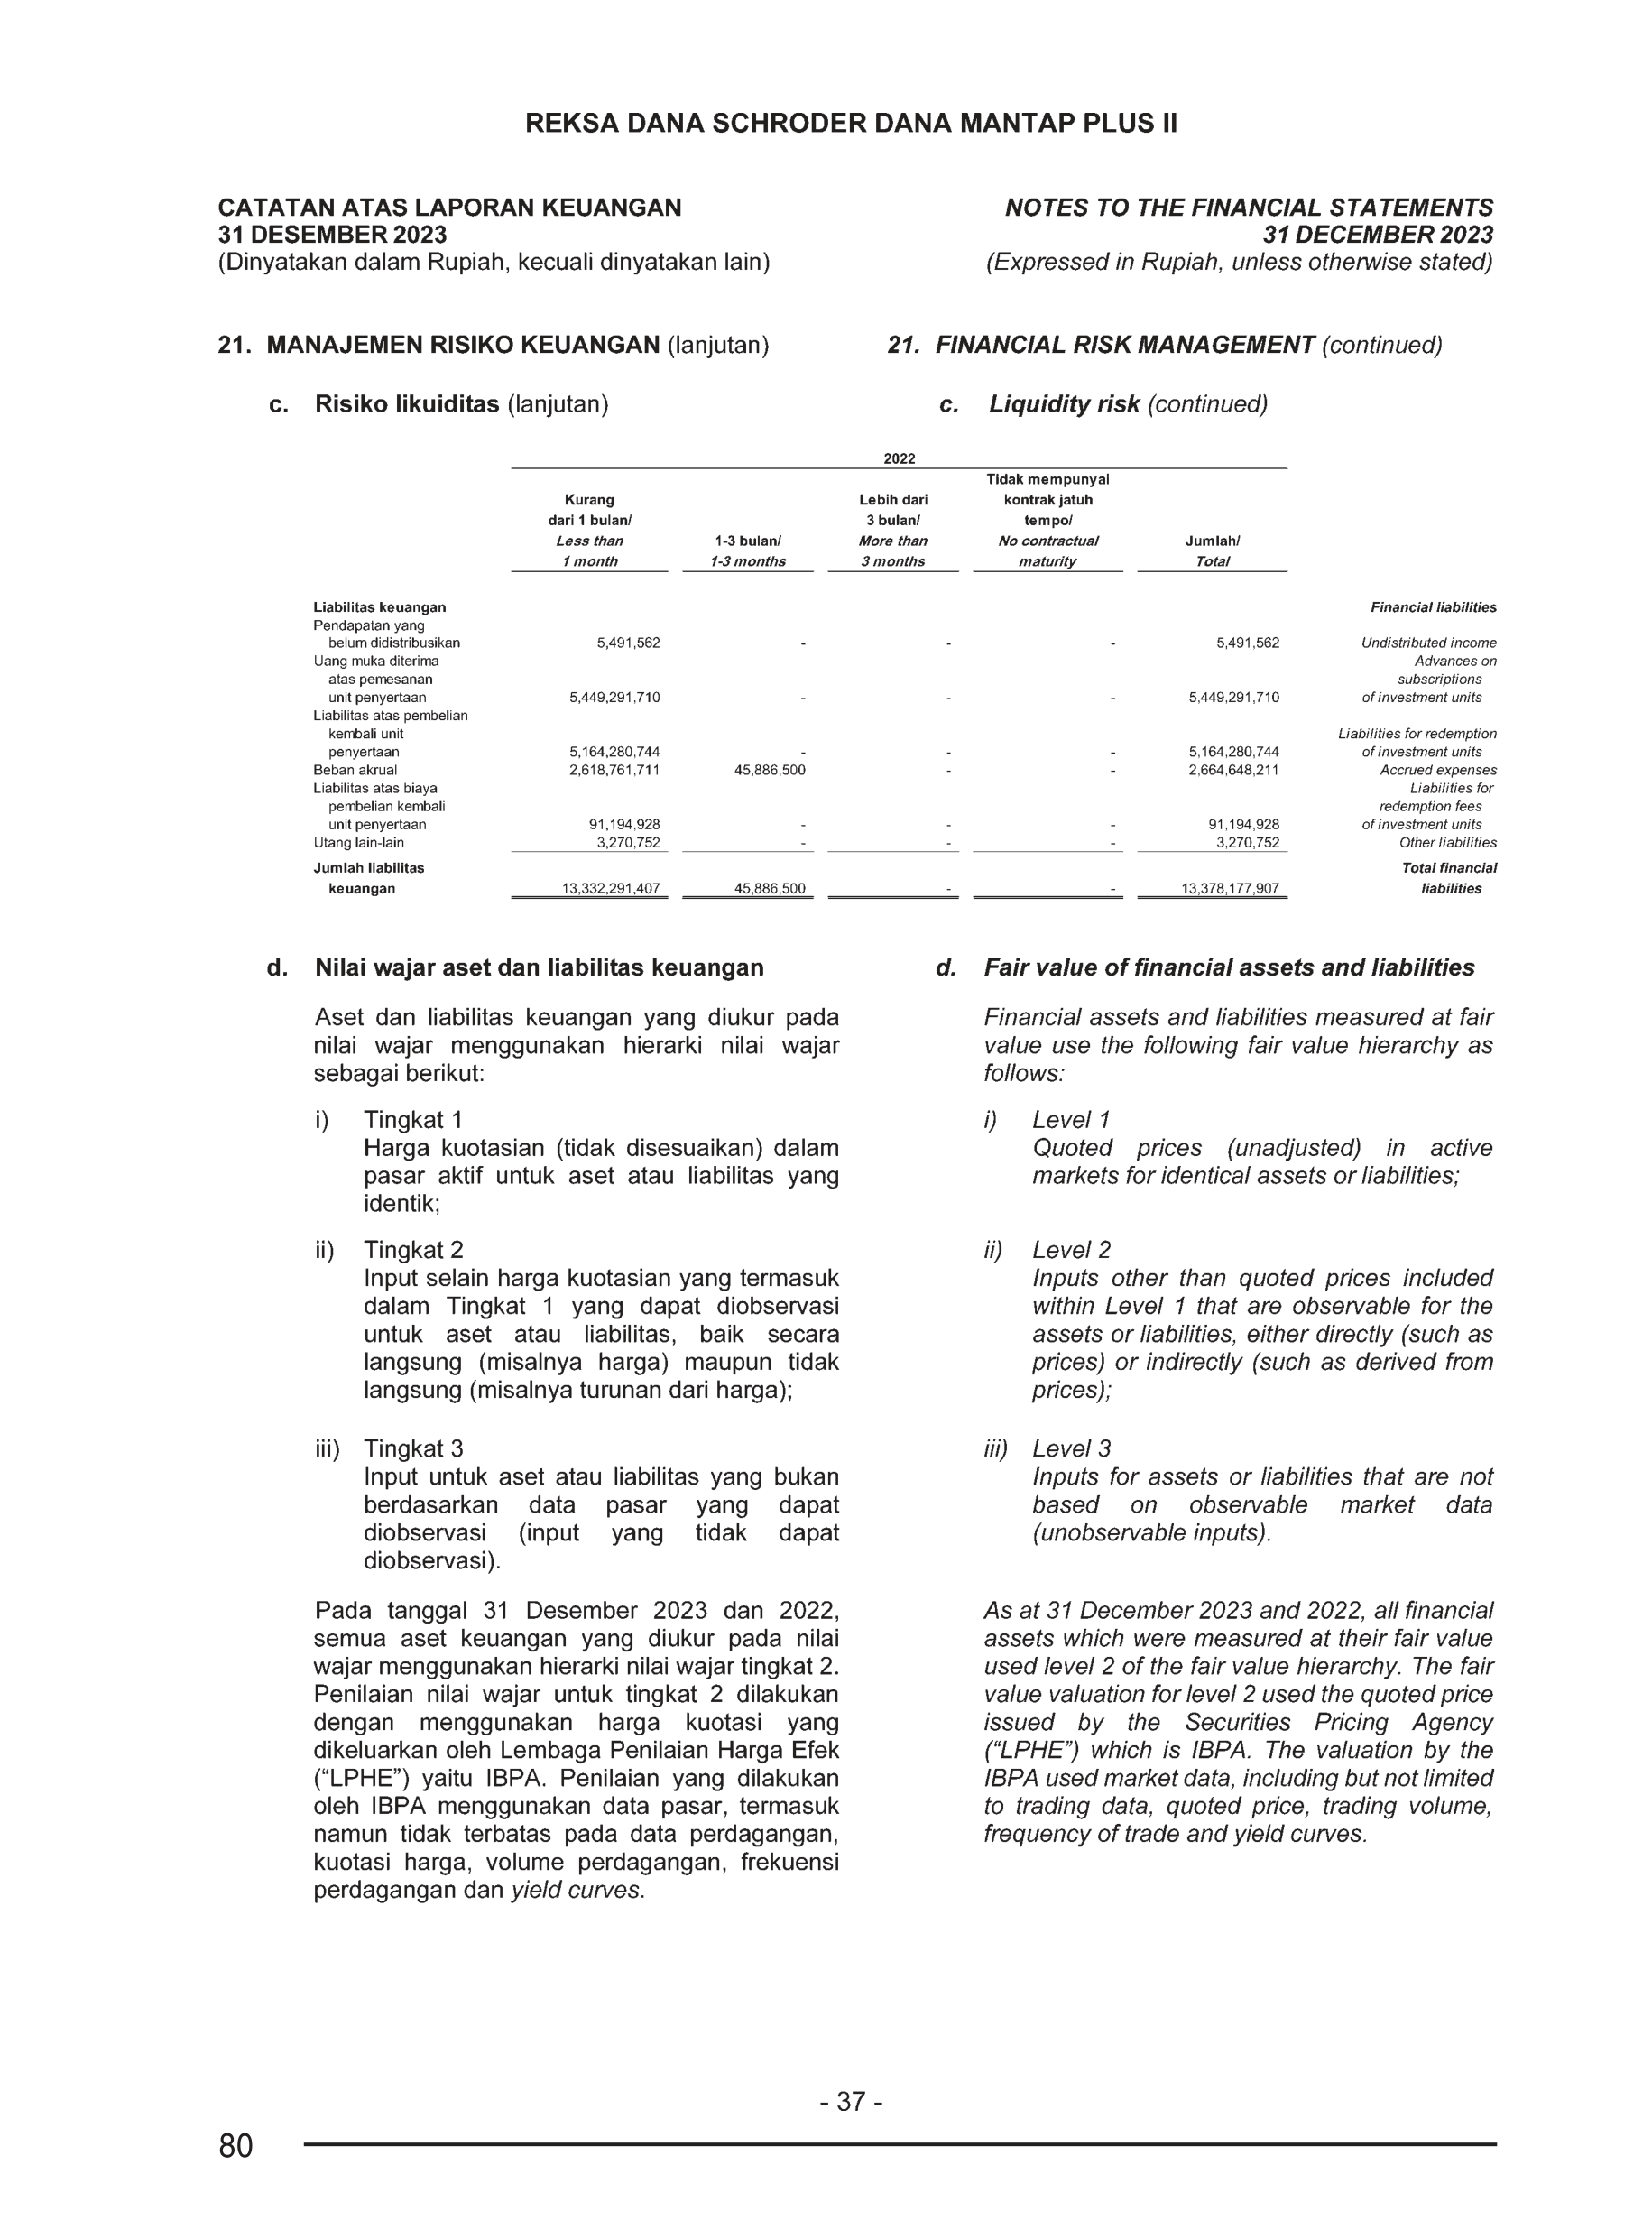 REKSA DANA SCHRODER DANA MANTAP PLUS II
CATATAN ATAS LAPORAN KEUANGAN
31 DESEMBER 2023
(Dinyatakan dalam Rupiah, kecuali dinyatakan lain)
NOTES TO THE FINANCIAL STATEMENTS
31 DECEMBER 2023
(Expressed in Rupiah, unless otherwise stated)
21. MANAJEMEN RISIKO KEUANGAN (lanjutan)
21. FINANCIAL RISK MANAGEMENT (continued)
c. Risiko likuiditas (lanjutan)
c. Liquidity risk (continued)
2022
Kurang
dari 1 bulan/
Less than
1 month
1-3 bulan/
1-3 months
Lebih dari
3 bulan/
More than
3 months
Tidak mempunyai
kontrak jatuh
tempo/
No contractual
maturity
Jumlah/
Total
Liabilitas keuangan Financial liabilities
Pendapatan yang
belum didistribusikan 5,491,562 - - - 5,491,562 Undistributed income
Uang muka diterima Advances on
atas pemesanan subscriptions
unit penyertaan 5,449,291,710 - - - 5,449,291,710 of investment units
Liabilitas atas pembelian
kembali unit Liabilities for redemption
penyertaan 5,164,280,744 - - - 5,164,280,744 of investment units
Beban akrual 2,618,761,711 45,886,500 - - 2,664,648,211 Accrued expenses
Liabilitas atas biaya Liabilities for
pembelian kembali redemption fees
unit penyertaan 91,194,928 - - - 91,194,928 of investment units
Utang lain-lain 3,270,752 - - - 3,270,752 Other liabilities
Jumlah liabilitas Total financial
keuangan 13,332,291,407 45,886,500 - - 13,378,177,907 liabilities
d. Nilai wajar aset dan liabilitas keuangan
Aset dan liabilitas keuangan yang diukur pada
nilai wajar menggunakan hierarki nilai wajar
sebagai berikut:
i) Tingkat 1
Harga kuotasian (tidak disesuaikan) dalam
pasar aktif untuk aset atau liabilitas yang
identik;
ii) Tingkat 2
Input selain harga kuotasian yang termasuk
dalam Tingkat 1 yang dapat diobservasi
untuk aset atau liabilitas, baik secara
langsung (misalnya harga) maupun tidak
langsung (misalnya turunan dari harga);
iii) Tingkat 3
Input untuk aset atau liabilitas yang bukan
berdasarkan data pasar yang dapat
diobservasi (input yang tidak dapat
diobservasi).
Pada tanggal 31 Desember 2023 dan 2022,
semua aset keuangan yang diukur pada nilai
wajar menggunakan hierarki nilai wajar tingkat 2.
Penilaian nilai wajar untuk tingkat 2 dilakukan
dengan menggunakan harga kuotasi yang
dikeluarkan oleh Lembaga Penilaian Harga Efek
(“LPHE”) yaitu IBPA. Penilaian yang dilakukan
oleh IBPA menggunakan data pasar, termasuk
namun tidak terbatas pada data perdagangan,
kuotasi harga, volume perdagangan, frekuensi
perdagangan dan yield curves.
d. Fair value of financial assets and liabilities
Financial assets and liabilities measured at fair
value use the following fair value hierarchy as
follows:
i) Level 1
Quoted prices (unadjusted) in active
markets for identical assets or liabilities;
ii) Level 2
Inputs other than quoted prices included
within Level 1 that are observable for the
assets or liabilities, either directly (such as
prices) or indirectly (such as derived from
prices);
iii) Level 3
Inputs for assets or liabilities that are not
based on observable market data
(unobservable inputs).
As at 31 December 2023 and 2022, all financial
assets which were measured at their fair value
used level 2 of the fair value hierarchy. The fair
value valuation for level 2 used the quoted price
issued by the Securities Pricing Agency
(“LPHE”) which is IBPA. The valuation by the
IBPA used market data, including but not limited
to trading data, quoted price, trading volume,
frequency of trade and yield curves.
- 37 -
80